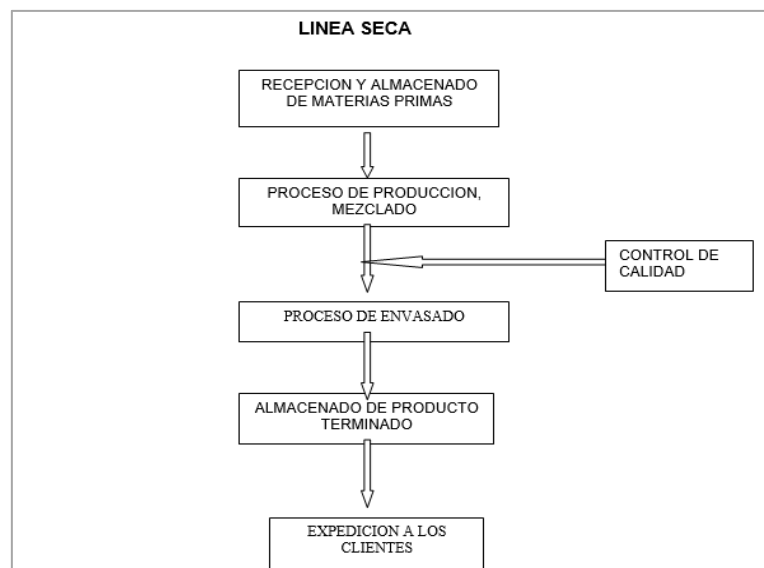 LINEA SECA
RECEPCION Y ALMACENADO
DE MATERIAS PRIMAS
PROCESO DE PRODUCCION,
MEZCLADO
CONTROL DE
CALIDAD
PROCESO DE ENVASADO
ALMACENADO DE PRODUCTO
TERMINADO
EXPEDICION A LOS
CLIENTES